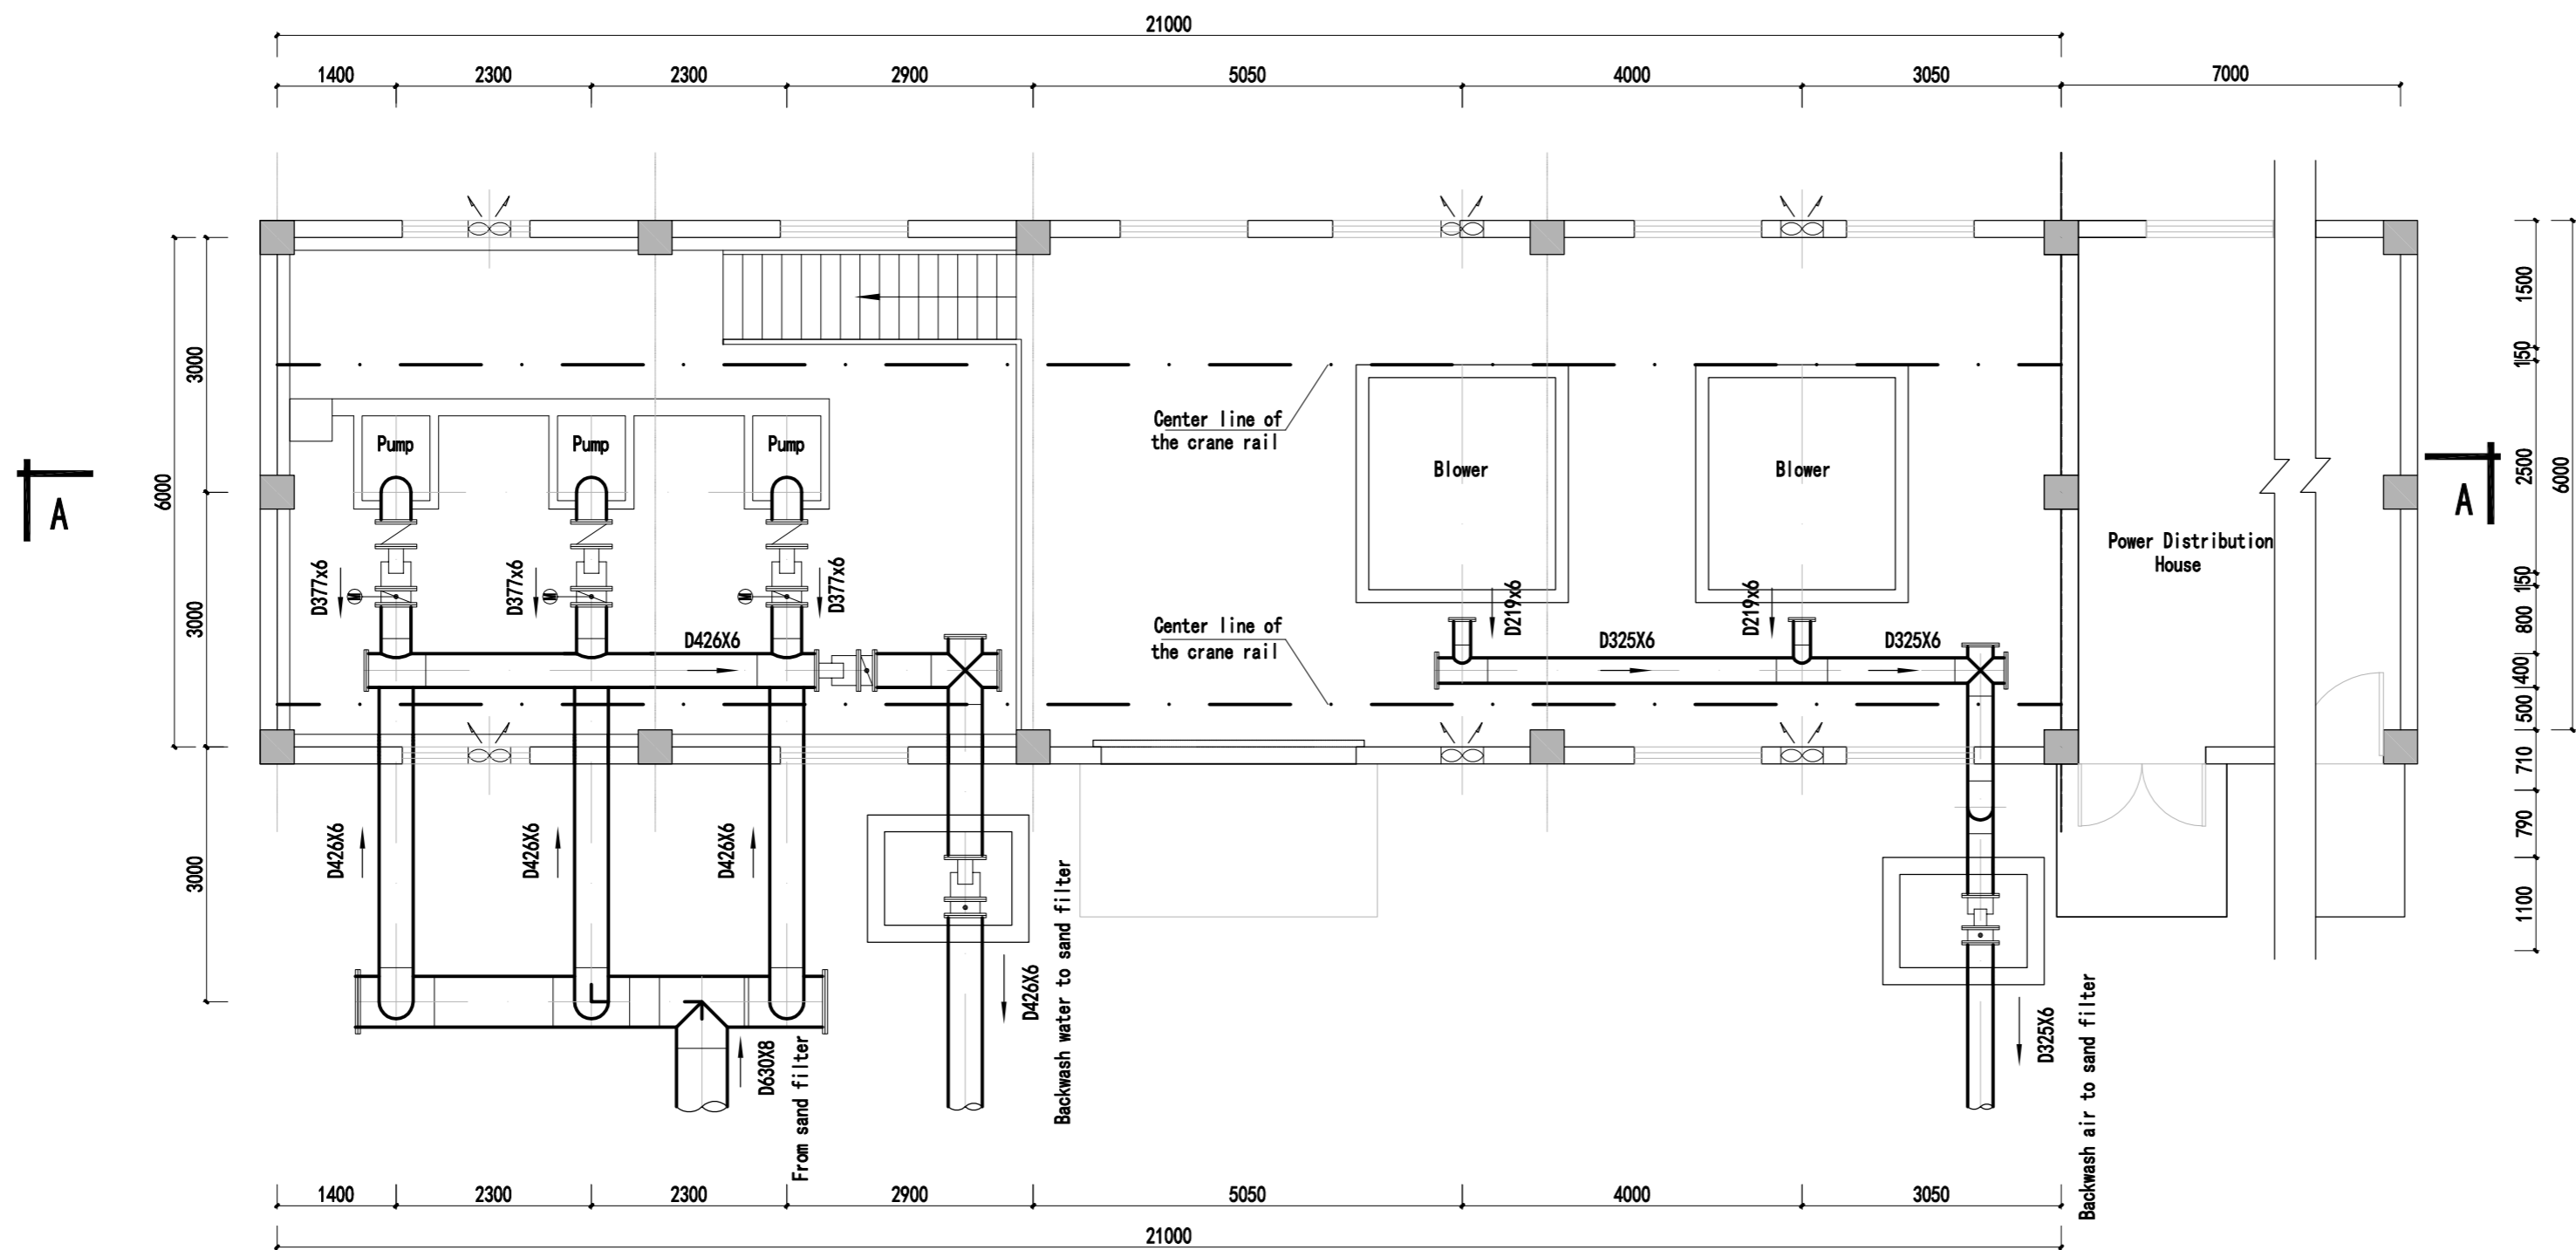 21000
1400 2300 2300 2900 5050 4000 3050 7000
1500
150
2500
150
800
400
500
710
790
1100
6000
3000
3000
3000
6000
A
A
Pump Pump Pump
Center line of
the crane rail
Blower Blower
Power Distribution
House
D377x6 D377x6 D377x6
D219x6 D219x6
D426X6
Center line of
the crane rail
D325X6 D325X6
M M M
D426X6 D426X6 D426X6
D426X6
Backwash water to sand filter
D630X8
From sand filter
D325X6
Backwash air to sand filter
1400 2300 2300 2900 5050 4000 3050
21000